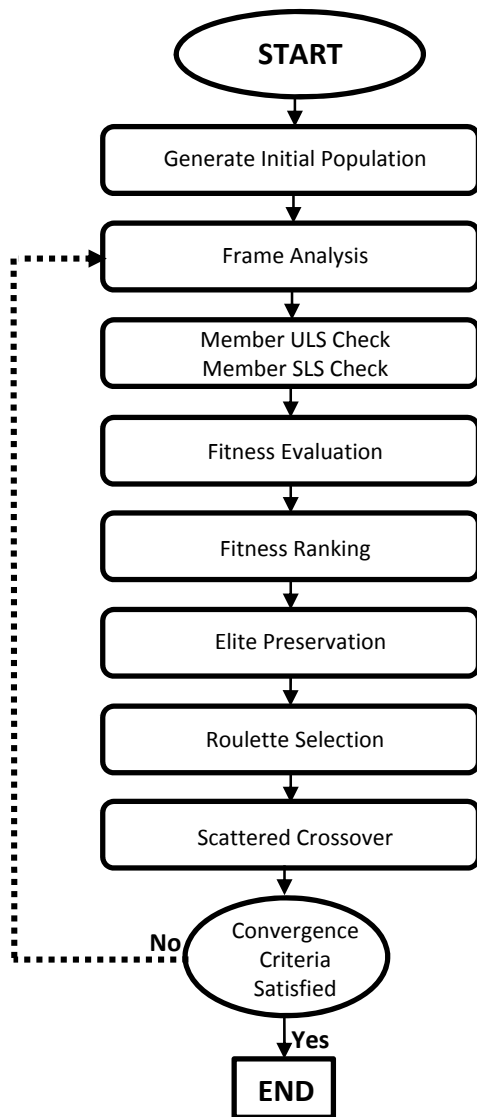 START
Generate Initial Population
Frame Analysis
Member ULS Check
Member SLS Check
Fitness Evaluation
Fitness Ranking
Elite Preservation
Roulette Selection
Scattered Crossover
No
Convergence
Criteria
Satisfied
Yes
END